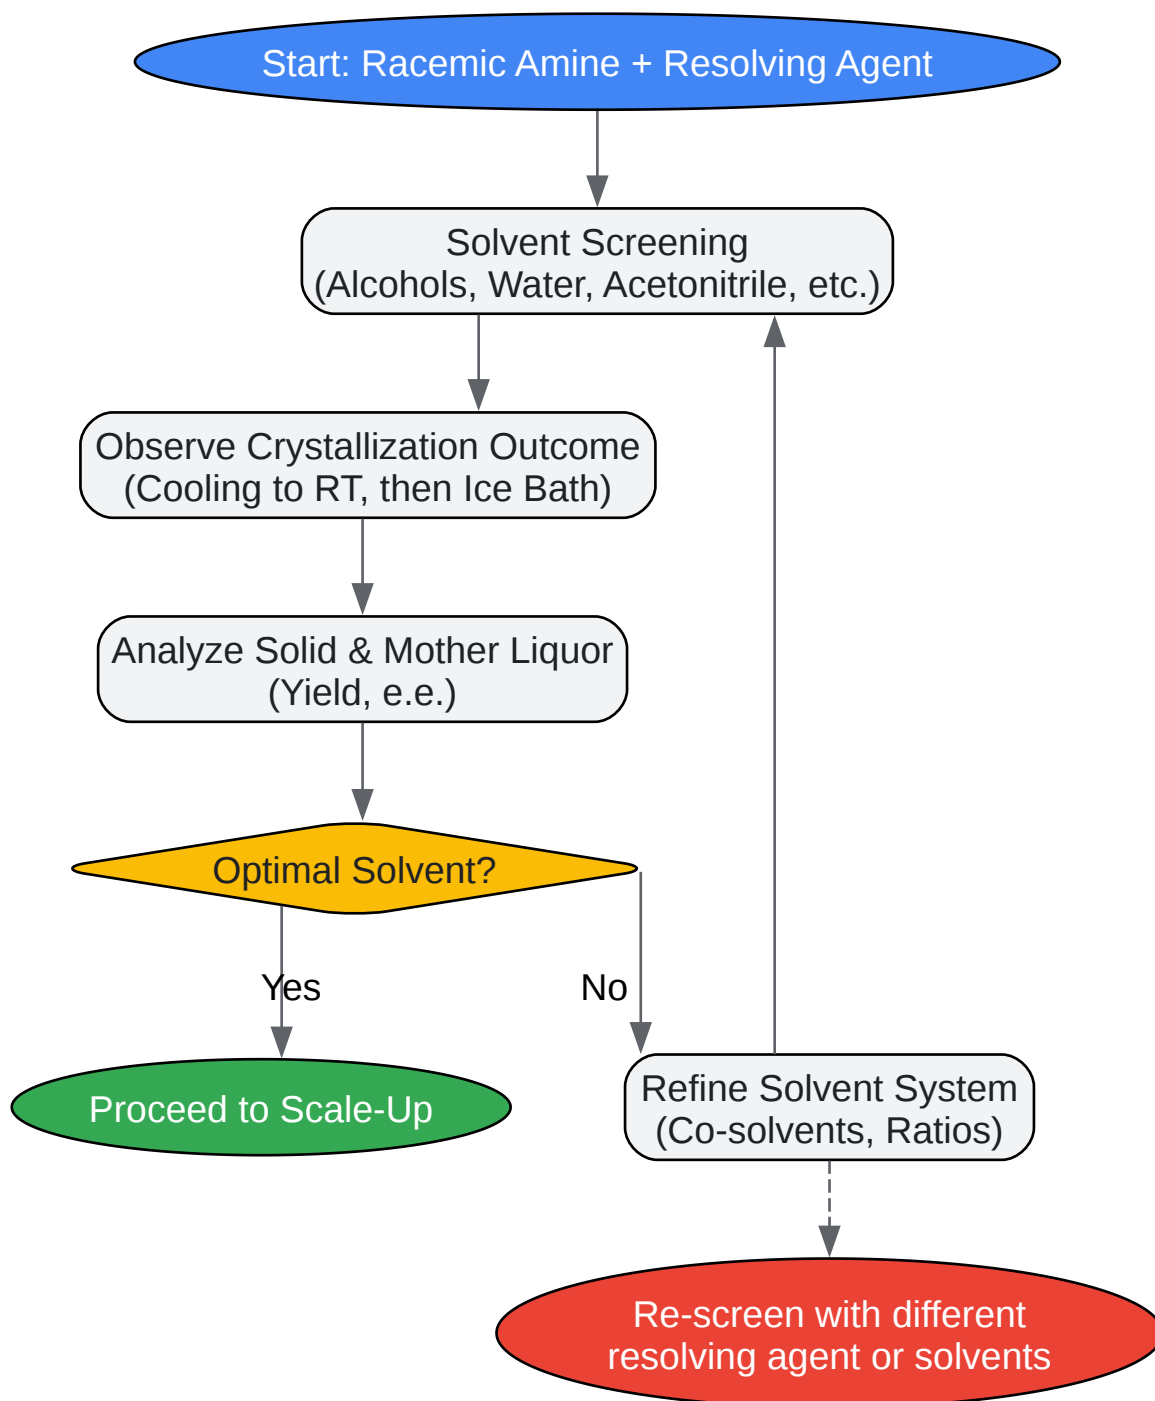 Start: Racemic Amine + Resolving Agent
Solvent Screening
(Alcohols, Water, Acetonitrile, etc.)
Observe Crystallization Outcome
(Cooling to RT, then Ice Bath)
Analyze Solid & Mother Liquor
(Yield, e.e.)
Optimal Solvent?
Yes
No
Proceed to Scale-Up
Refine Solvent System
(Co-solvents, Ratios)
Re-screen with different
resolving agent or solvents